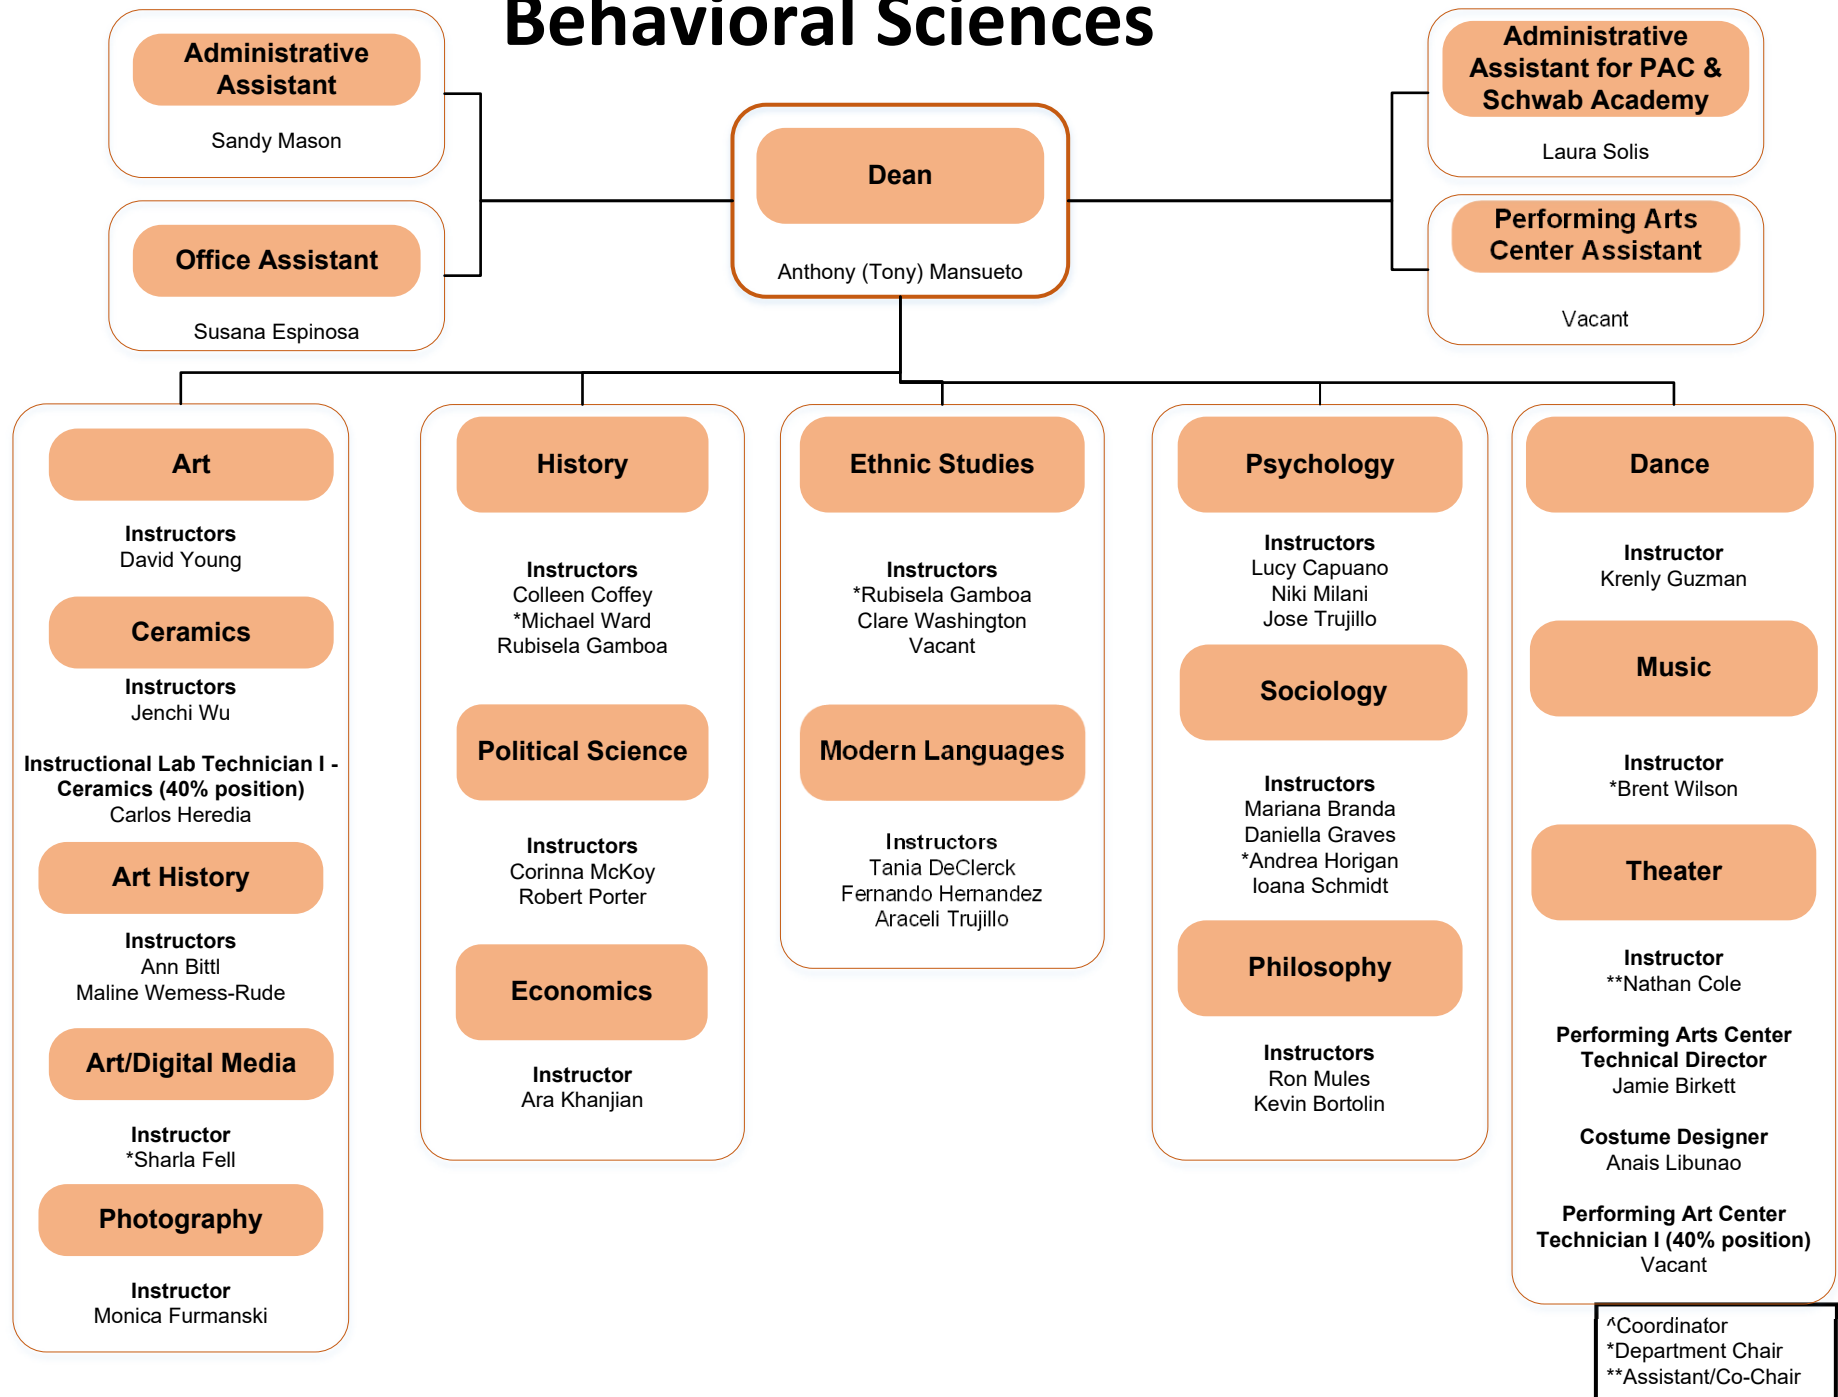 Behavioral Sciences
Administrative
Assistant
Sandy Mason
Office Assistant
Susana Espinosa
Dean
Anthony (Tony) Mansueto
Administrative
Assistant for PAC &
Schwab Academy
Laura Solis
Performing Arts
Center Assistant
Vacant
Art
Instructors
David Young
Ceramics
Instructors
Jenchi Wu
Instructional Lab Technician I -
Ceramics (40% position)
Carlos Heredia
Art History
Instructors
Ann Bittl
Maline Werness-Rude
Art/Digital Media
Instructor
*Sharla Fell
Photography
Instructor
Monica Furmanski
History
Instructors
Colleen Coffey
*Michael Ward
Rubisela Gamboa
Political Science
Instructors
Corinna McKoy
Robert Porter
Economics
Instructor
Ara Khanjian
Ethnic Studies
Instructors
*Rubisela Gamboa
Clare Washington
Vacant
Modern Languages
Instructors
Tania DeClerck
Fernando Hernandez
Araceli Trujillo
Psychology
Instructors
Lucy Capuano
Niki Milani
Jose Trujillo
Sociology
Instructors
Mariana Branda
Daniella Graves
*Andrea Horigan
Ioana Schmidt
Philosophy
Instructors
Ron Mules
Kevin Bortolin
Dance
Instructor
Krenly Guzman
Music
Instructor
*Brent Wilson
Theater
Instructor
**Nathan Cole
Performing Arts Center
Technical Director
Jamie Birkett
Costume Designer
Anais Libunao
Performing Art Center
Technician I (40% position)
Vacant
^Coordinator
*Department Chair
**Assistant/Co-Chair